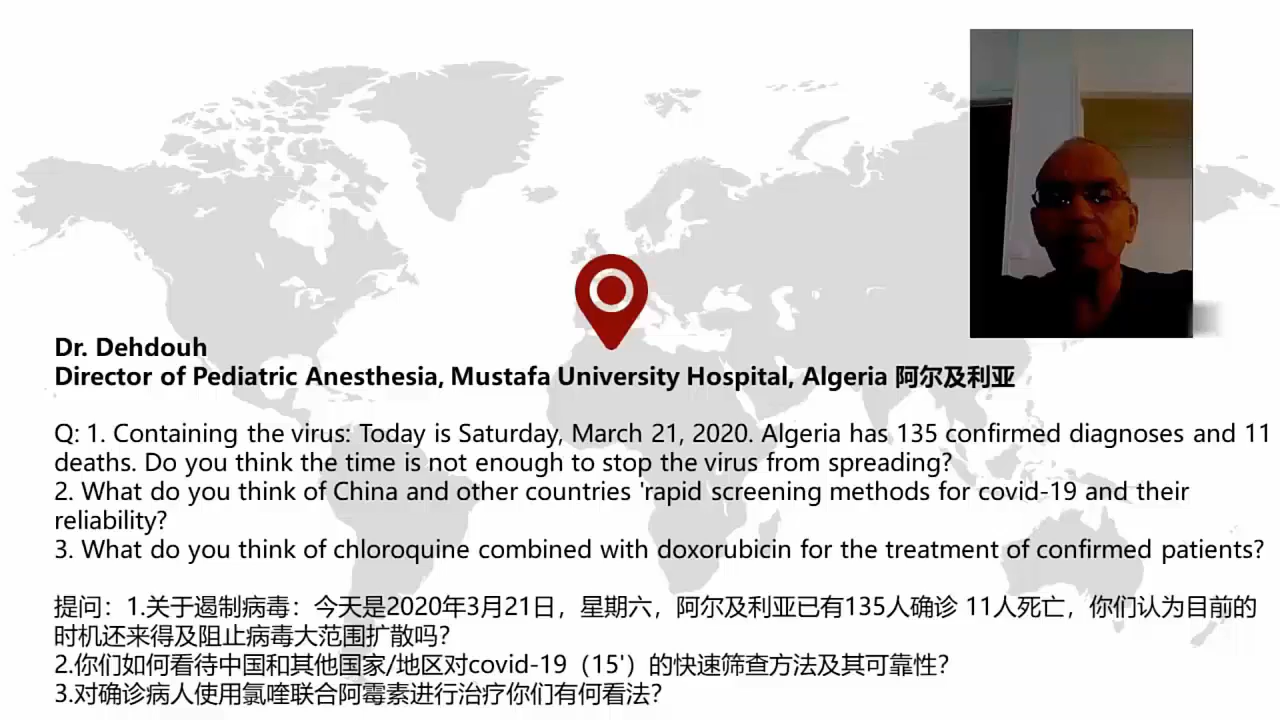 Dr. Dehdouh
Director of Pediatric Anesthesia, Mustafa University Hospital, Algeria 阿尔及利亚
Q: 1. Containing the virus: Today is Saturday, March 21, 2020. Algeria has 135 confirmed diagnoses and 11
deaths. Do you think the time is not enough to stop the virus from spreading?
2. What do you think of China and other countries 'rapid screening methods for covid-19 and their
reliability?
3. What do you think of chloroquine combined with doxorubicin for the treatment of confirmed patients?
提问：1.关于遏制病毒：今天是2020年3月21日，星期六，阿尔及利亚已有135人确诊 11人死亡，你们认为目前的
时机还来得及阻止病毒大范围扩散吗？
2.你们如何看待中国和其他国家/地区对covid-19（15'）的快速筛查方法及其可靠性？
3.对确诊病人使用氯喹联合阿霉素进行治疗你们有何看法？